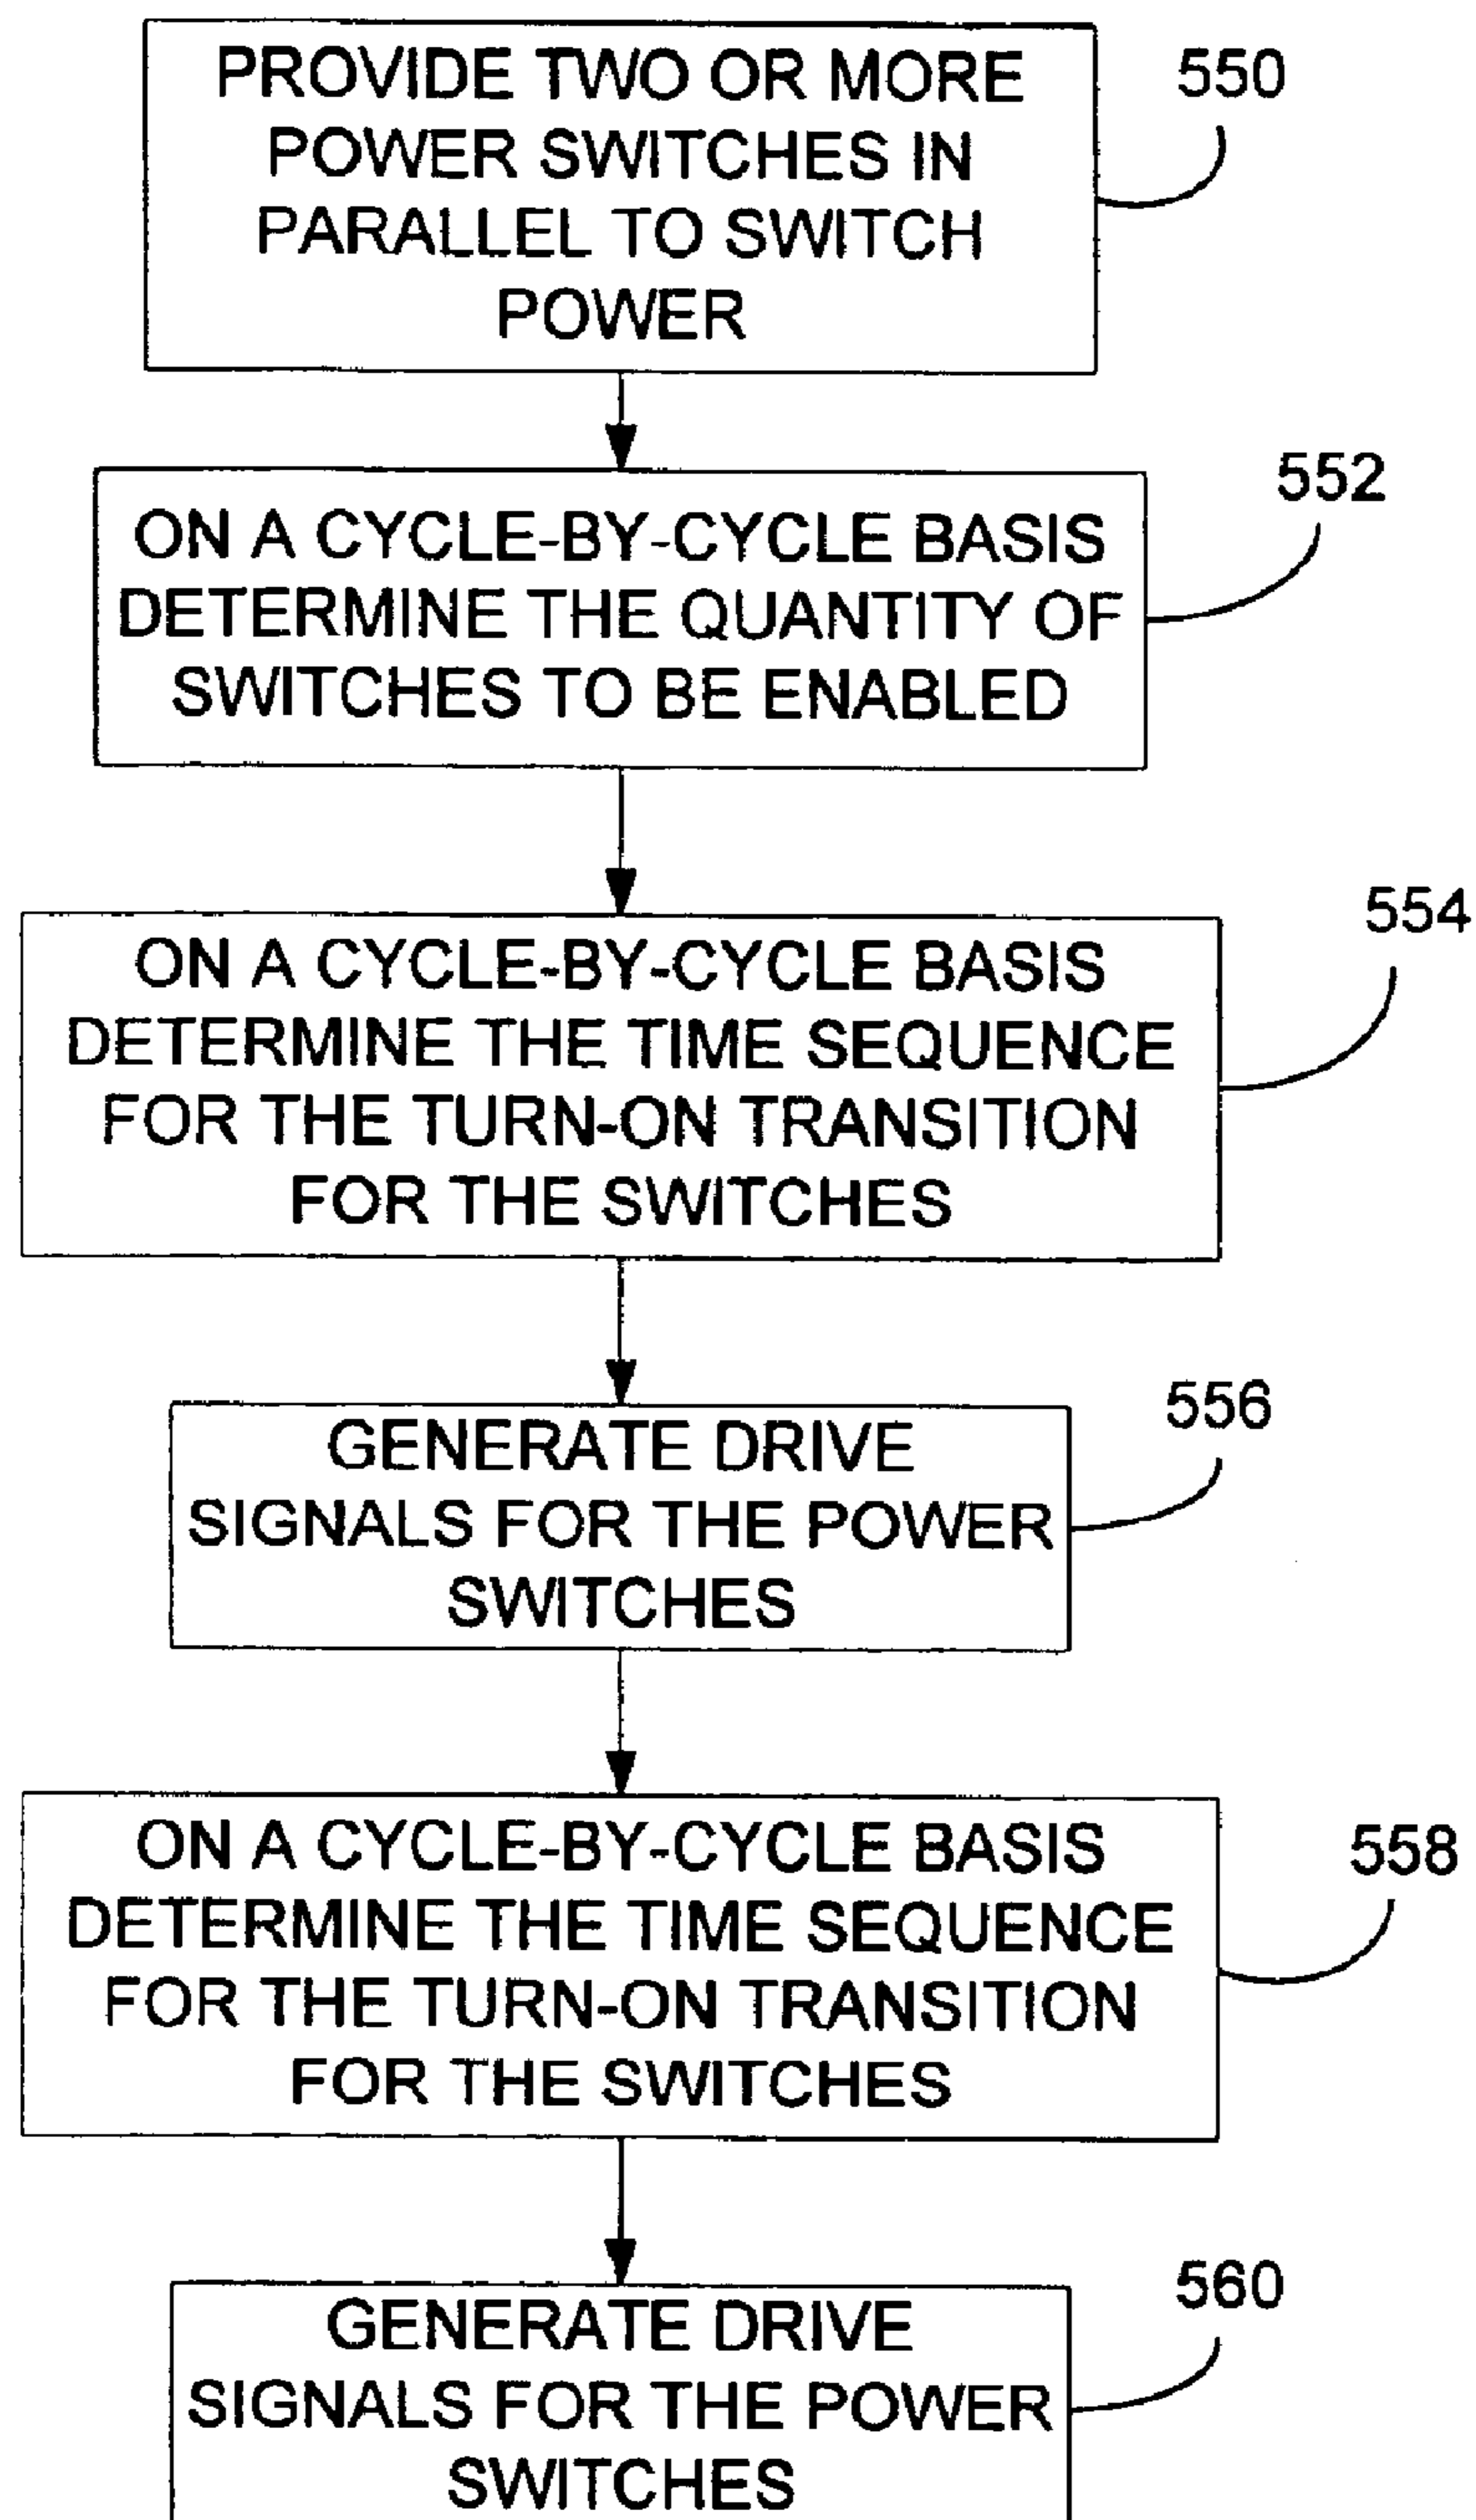 PROVIDE TWO OR MORE
POWER SWITCHES IN
PARALLEL TO SWITCH
POWER
550
ON A CYCLE-BY-CYCLE BASIS
DETERMINE THE QUANTITY OF
SWITCHES TO BE ENABLED
552
ON A CYCLE-BY-CYCLE BASIS
DETERMINE THE TIME SEQUENCE
FOR THE TURN-ON TRANSITION
FOR THE SWITCHES
554
GENERATE DRIVE
SIGNALS FOR THE POWER
SWITCHES
556
ON A CYCLE-BY-CYCLE BASIS
DETERMINE THE TIME SEQUENCE
FOR THE TURN-ON TRANSITION
FOR THE SWITCHES
558
GENERATE DRIVE
SIGNALS FOR THE POWER
SWITCHES
560